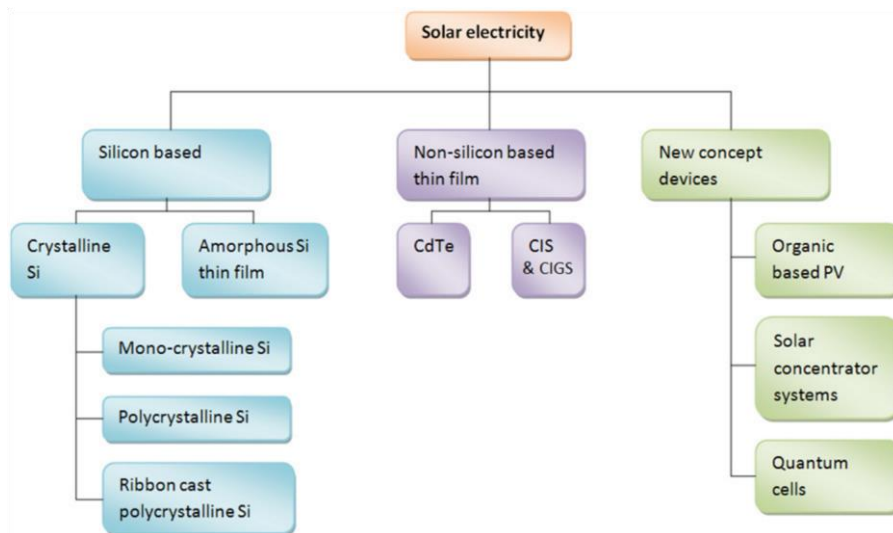 Solar electricity
Silicon based
Non-silicon based
thin film
New concept
devices
Crystalline
Si
Amorphous Si
thin film
CdTe
CIS
& CIGS
Organic
based PV
Mono-crystalline Si
Solar
concentrator
systems
Polycrystalline Si
Ribbon cast
polycrystalline Si
Quantum
cells